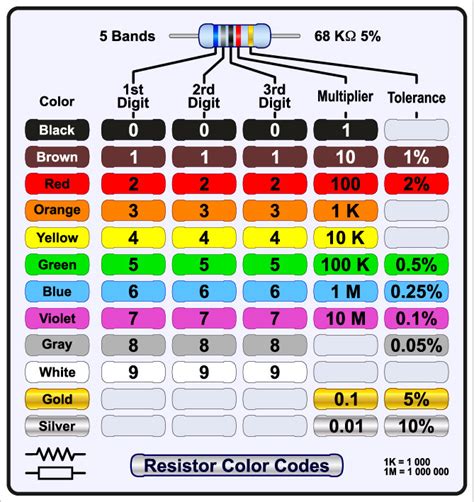 5 Bands 68 KΩ 5%
Color 1st Digit 2rd Digit 3rd Digit Multiplier Tolerance
Black 0 0 0 1
Brown 1 1 1 10 1%
Red 2 2 2 100 2%
Orange 3 3 3 1 K
Yellow 4 4 4 10 K
Green 5 5 5 100 K 0.5%
Blue 6 6 6 1 M 0.25%
Violet 7 7 7 10 M 0.1%
Gray 8 8 8 0.05%
White 9 9 9
Gold 0.1 5%
Silver 0.01 10%
Resistor Color Codes
1K = 1 000
1M = 1 000 000